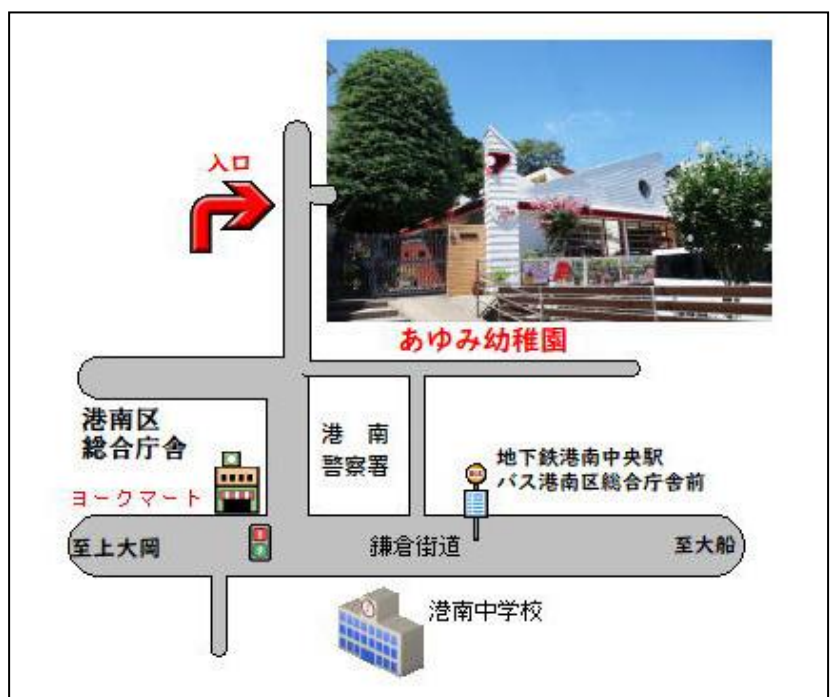 入口
あゆみ幼稚園
港南区
総合庁舎
港　南
警察署
地下鉄港南中央駅
バス港南区総合庁舎前
ヨークマート
至上大岡
鎌倉街道
至大船
港南中学校